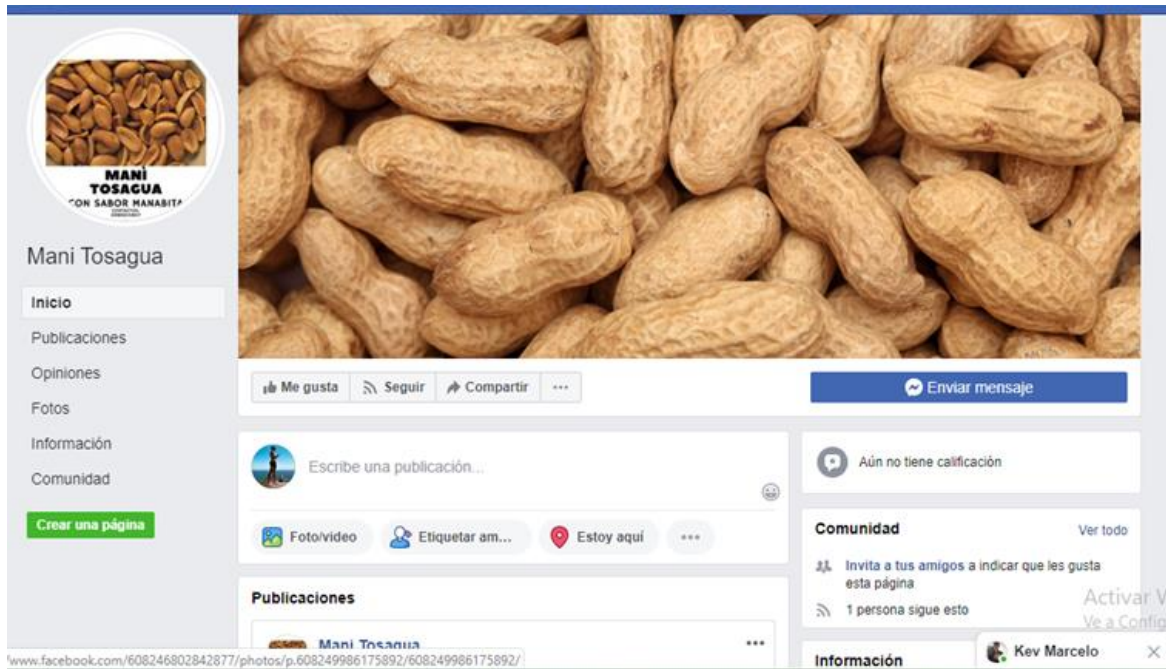 MANÌ
TOSAGUA
CON SABOR MANABITA
Mani Tosagua
Inicio
Publicaciones
Opiniones
Fotos
Información
Comunidad
Crear una página
Me gusta
Seguir
Compartir
Enviar mensaje
Escribe una publicación...
Foto/video
Etiquetar am...
Estoy aquí
Publicaciones
Mani Tosagua
Aún no tiene calificación
Comunidad
Ver todo
Invita a tus amigos a indicar que les gusta
esta página
1 persona sigue esto
Activar
Ve a Config
Información
Kev Marcelo
www.facebook.com/608246802842877/photos/p.608249986175892/608249986175892/